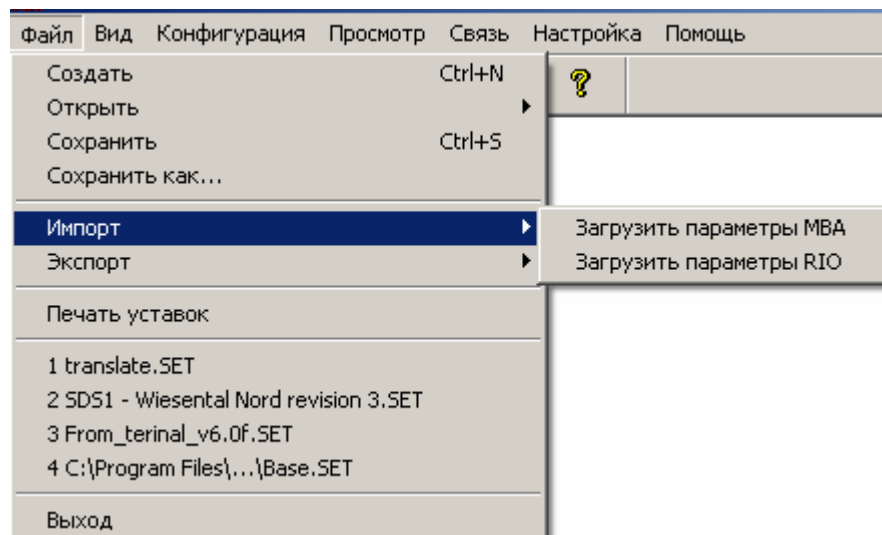 Файл Вид Конфигурация Просмотр Связь Настройка Помощь
Создать Ctrl+N
Открыть
Сохранить Ctrl+S
Сохранить как...
Импорт
Загрузить параметры МВА
Экспорт
Загрузить параметры RIO
Печать уставок
1 translate.SET
2 SDS1 - Wiesental Nord revision 3.SET
3 From_terinal_v6.0f.SET
4 C:\Program Files\...\Base.SET
Выход